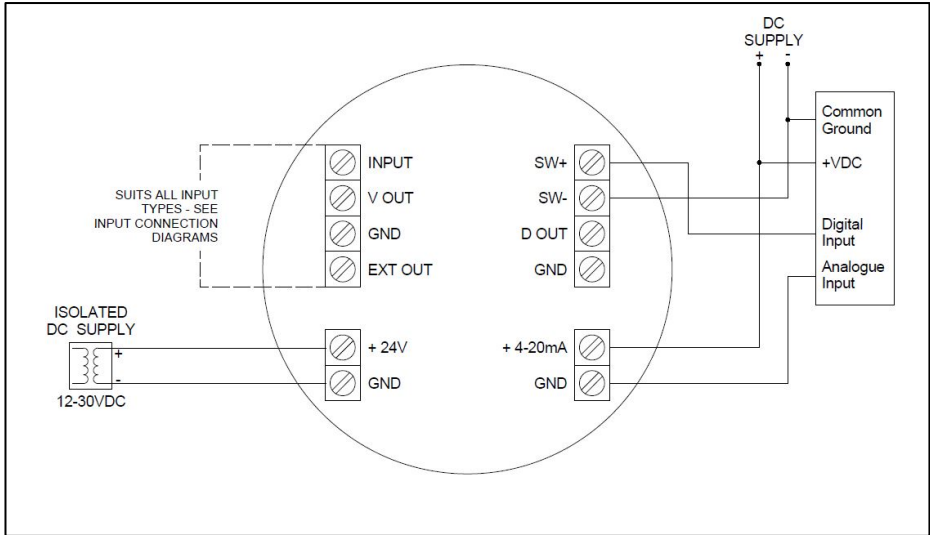 DC
SUPPLY
+ -
Common
Ground
+VDC
Digital
Input
Analogue
Input
SUITS ALL INPUT
TYPES - SEE
INPUT CONNECTION
DIAGRAMS
INPUT
V OUT
GND
EXT OUT
SW+
SW-
D OUT
GND
ISOLATED
DC SUPPLY
+
-
12-30VDC
+ 24V
GND
+ 4-20mA
GND